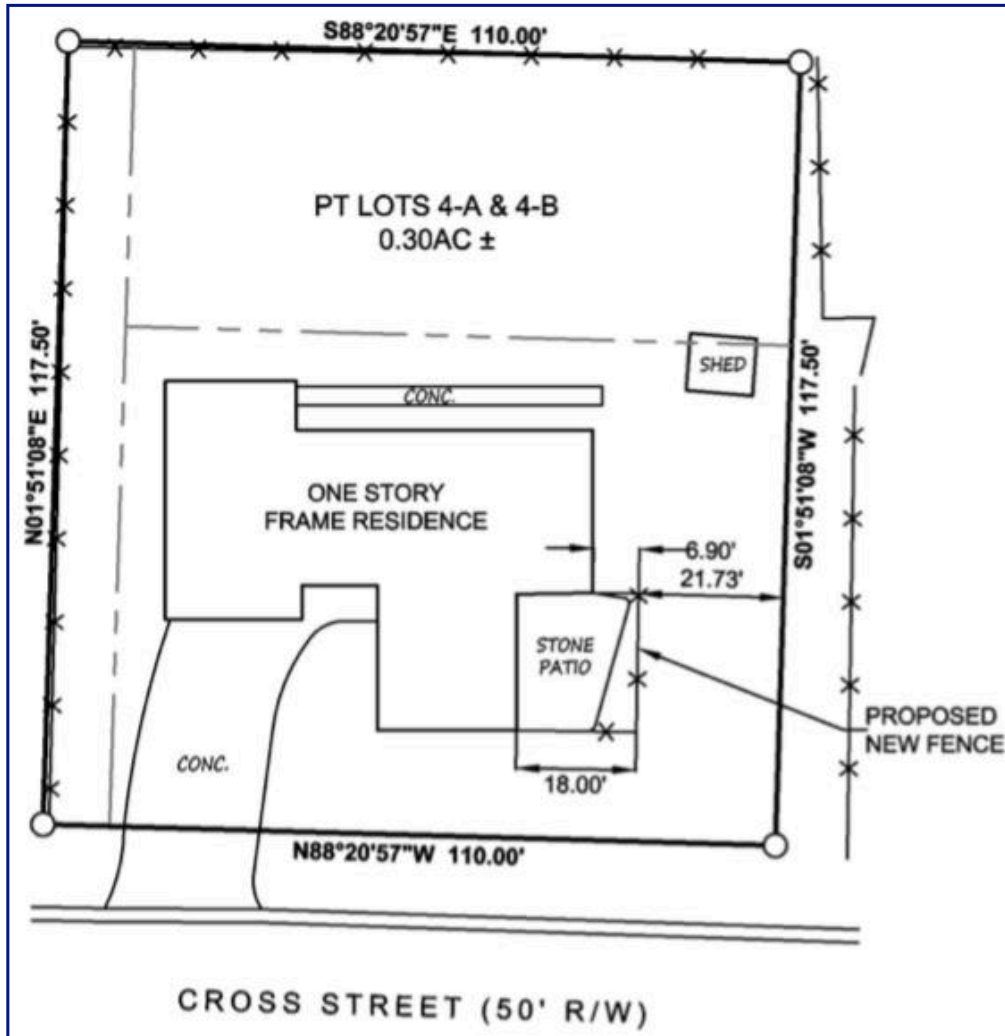 S88°20'57"E 110.00'
PT LOTS 4-A & 4-B
0.30AC ±
N01°51'08"E 117.50'
S01°51'08"W 117.50'
SHED
CONC.
ONE STORY
FRAME RESIDENCE
6.90'
21.73'
STONE
PATIO
PROPOSED
NEW FENCE
CONC.
18.00'
N88°20'57"W 110.00'
CROSS STREET (50' R/W)